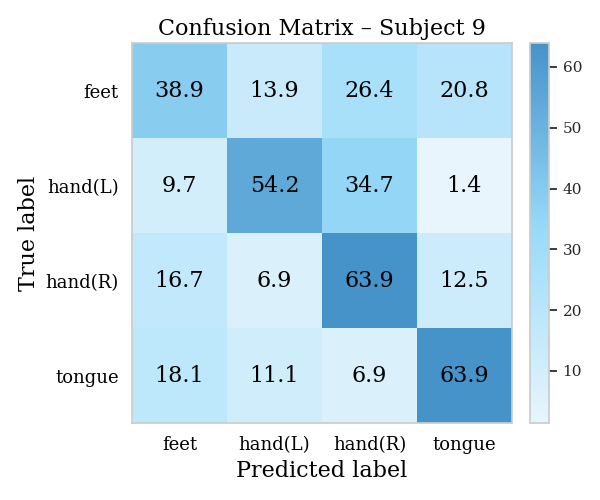 Confusion Matrix – Subject 9
feet 38.9 13.9 26.4 20.8
hand(L) 9.7 54.2 34.7 1.4
hand(R) 16.7 6.9 63.9 12.5
tongue 18.1 11.1 6.9 63.9
feet hand(L) hand(R) tongue
Predicted label
True label
60
50
40
30
20
10